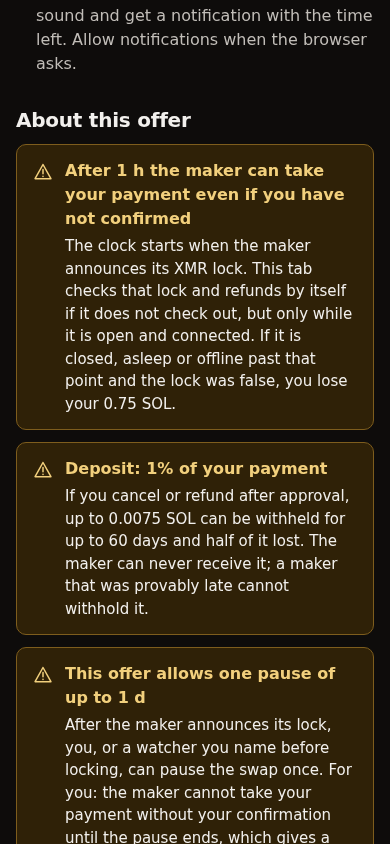 sound and get a notification with the time
left. Allow notifications when the browser
asks.
About this offer
After 1 h the maker can take
your payment even if you have
not confirmed
The clock starts when the maker
announces its XMR lock. This tab
checks that lock and refunds by itself
if it does not check out, but only while
it is open and connected. If it is
closed, asleep or offline past that
point and the lock was false, you lose
your 0.75 SOL.
Deposit: 1% of your payment
If you cancel or refund after approval,
up to 0.0075 SOL can be withheld for
up to 60 days and half of it lost. The
maker can never receive it; a maker
that was provably late cannot
withhold it.
This offer allows one pause of
up to 1 d
After the maker announces its lock,
you, or a watcher you name before
locking, can pause the swap once. For
you: the maker cannot take your
payment without your confirmation
until the pause ends, which gives a